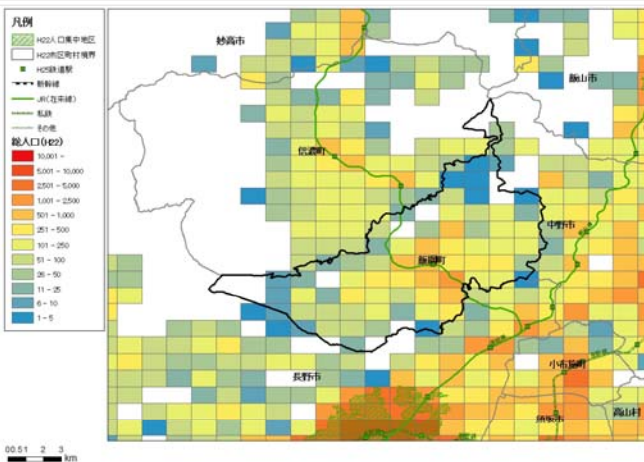 凡例
H22人口集中地区
H22市区町村境界
H25鉄道駅
新幹線
JR(在来線)
私鉄
その他
総人口(H22)
10,001 -
5,001 - 10,000
2,501 - 5,000
1,001 - 2,500
501 - 1,000
251 - 500
101 - 250
51 - 100
26 - 50
11 - 25
6 - 10
1 - 5
妙高市
飯山市
信濃町
中野市
飯綱町
長野市
小布施町
高山村
須坂市
00.51 2 3
km